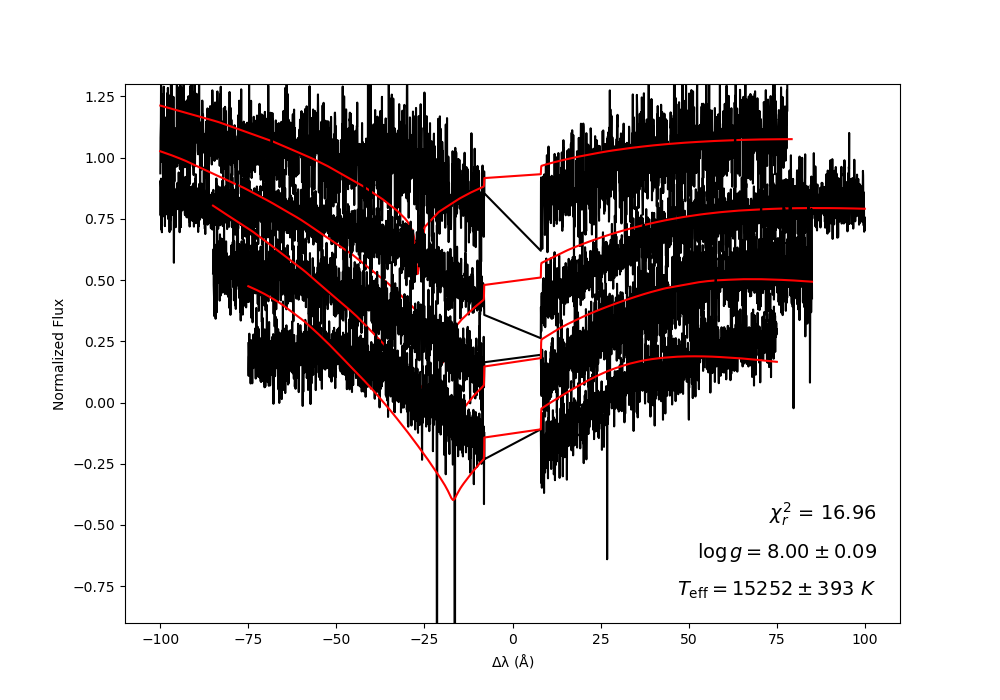 1.25
1.00
0.75
0.50
0.25
0.00
−0.25
−0.50
−0.75
Normalized Flux
χ²ᵣ = 16.96
log g = 8.00 ± 0.09
T_eff = 15252 ± 393 K
−100 −75 −50 −25 0 25 50 75 100
Δλ (Å)